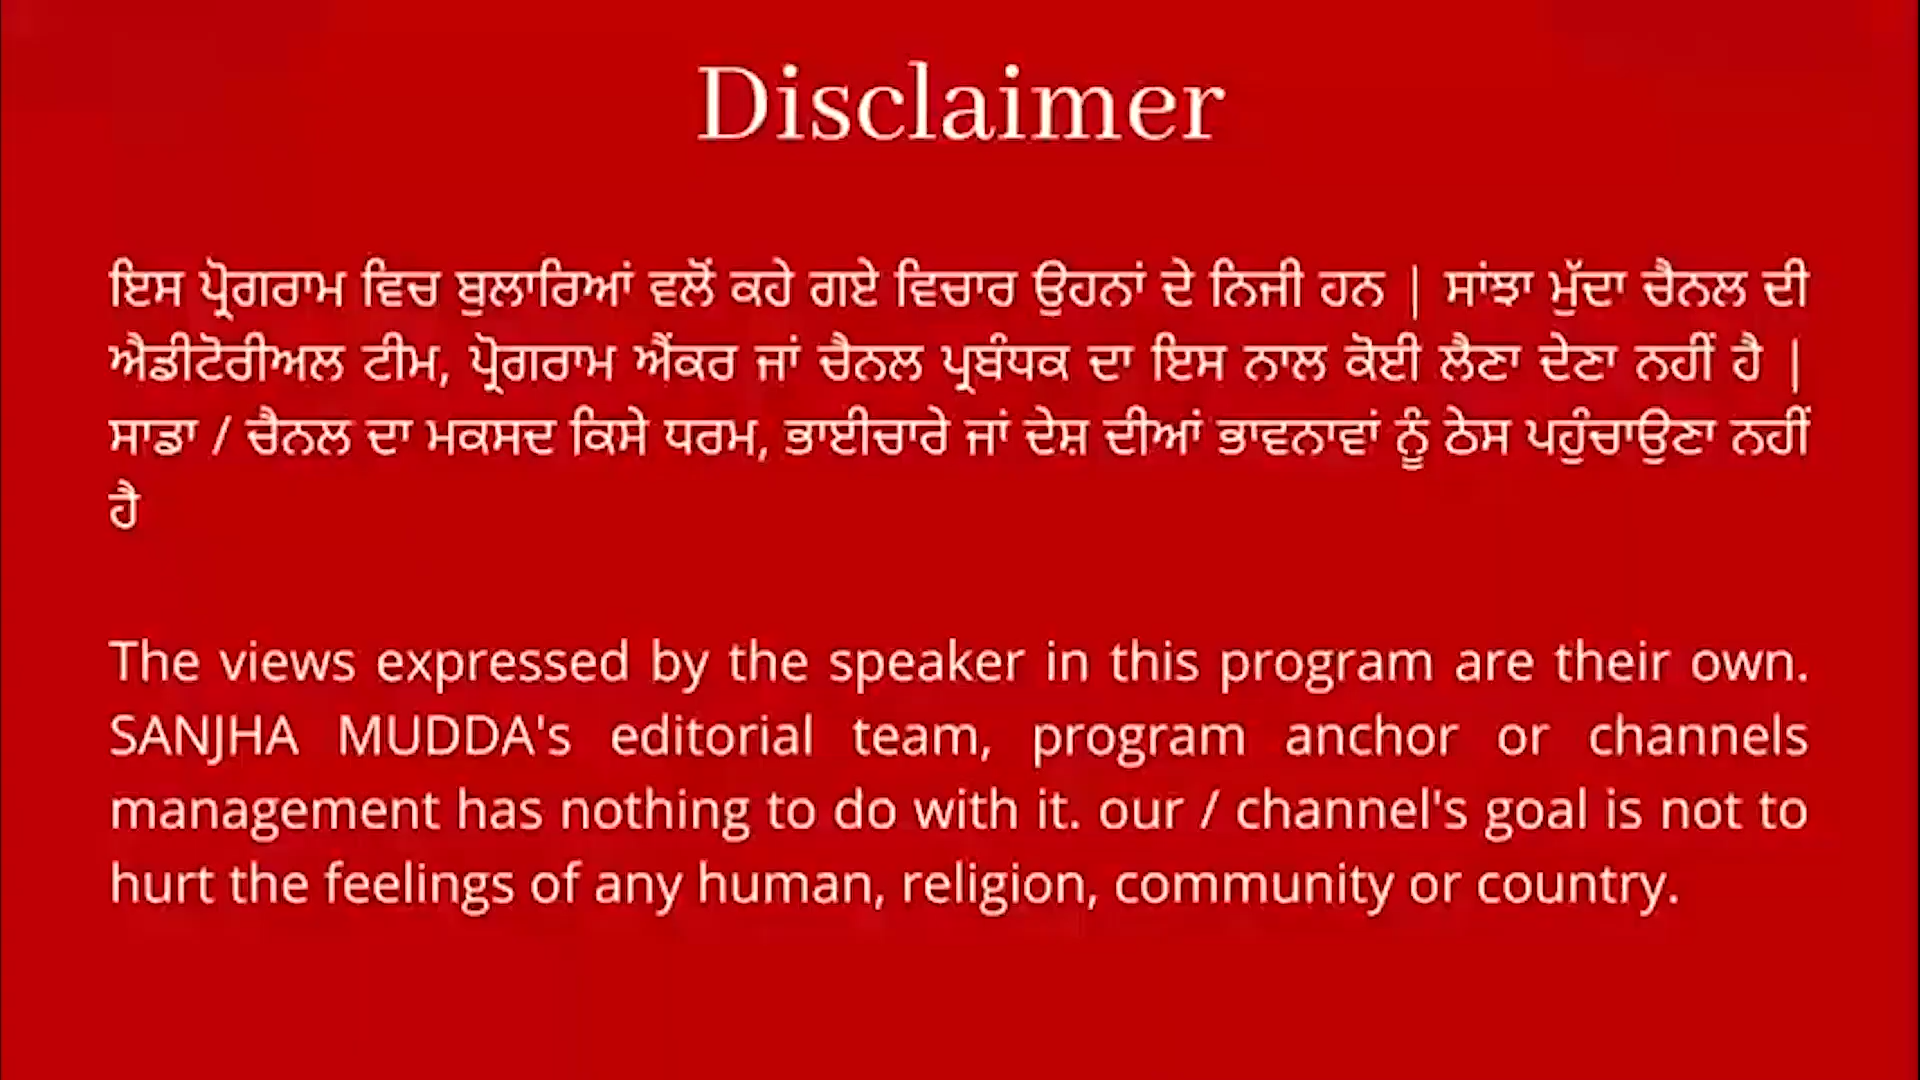 Disclaimer
ਇਸ ਪ੍ਰੋਗਰਾਮ ਵਿਚ ਬੁਲਾਰਿਆਂ ਵਲੋਂ ਕਹੇ ਗਏ ਵਿਚਾਰ ਉਹਨਾਂ ਦੇ ਨਿਜੀ ਹਨ | ਸਾਂਝਾ ਮੁੱਦਾ ਚੈਨਲ ਦੀ
ਐਡੀਟੋਰੀਅਲ ਟੀਮ, ਪ੍ਰੋਗਰਾਮ ਐਂਕਰ ਜਾਂ ਚੈਨਲ ਪ੍ਰਬੰਧਕ ਦਾ ਇਸ ਨਾਲ ਕੋਈ ਲੈਣਾ ਦੇਣਾ ਨਹੀਂ ਹੈ |
ਸਾਡਾ / ਚੈਨਲ ਦਾ ਮਕਸਦ ਕਿਸੇ ਧਰਮ, ਭਾਈਚਾਰੇ ਜਾਂ ਦੇਸ਼ ਦੀਆਂ ਭਾਵਨਾਵਾਂ ਨੂੰ ਠੇਸ ਪਹੁੰਚਾਉਣਾ ਨਹੀਂ
ਹੈ
The views expressed by the speaker in this program are their own.
SANJHA MUDDA's editorial team, program anchor or channels
management has nothing to do with it. our / channel's goal is not to
hurt the feelings of any human, religion, community or country.